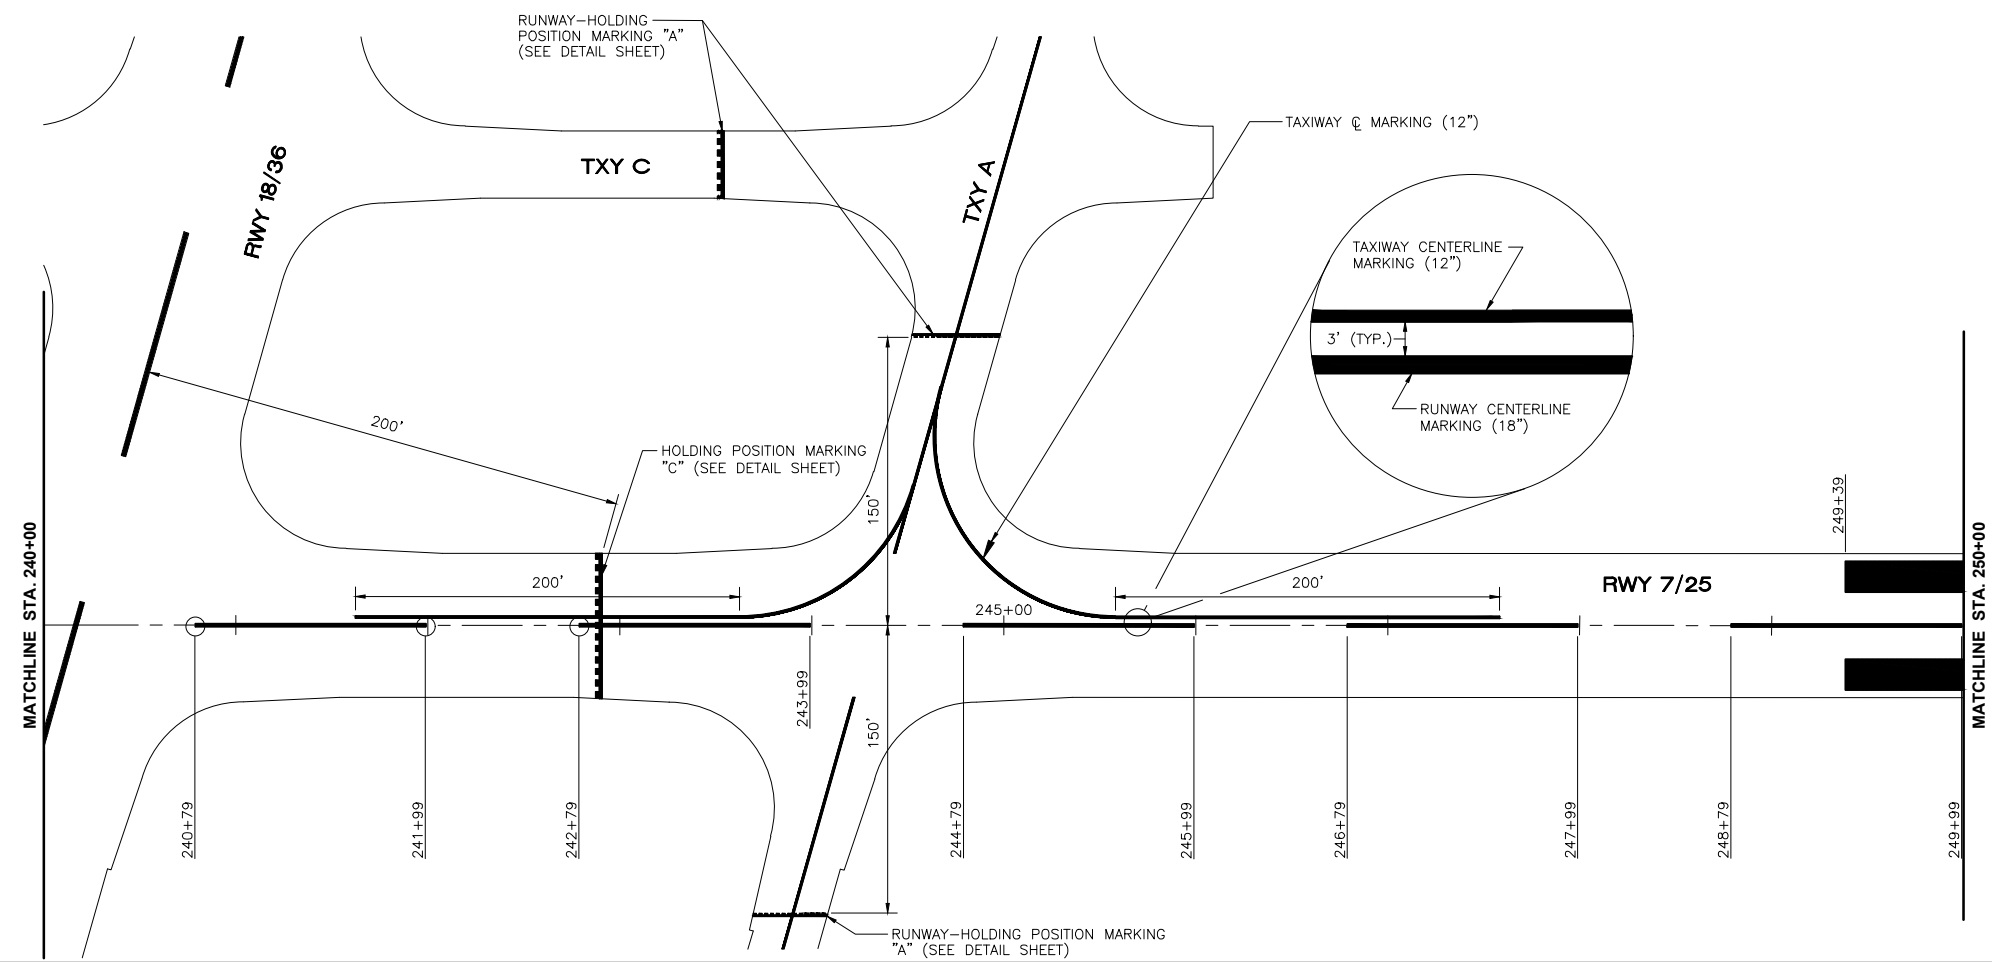 RUNWAY-HOLDING
POSITION MARKING "A"
(SEE DETAIL SHEET)
TAXIWAY ℄ MARKING (12")
RWY 18/36
TXY C
TXY A
TAXIWAY CENTERLINE
MARKING (12")
3' (TYP.)
RUNWAY CENTERLINE
MARKING (18")
200'
HOLDING POSITION MARKING
"C" (SEE DETAIL SHEET)
150'
249+39
MATCHLINE STA. 240+00
MATCHLINE STA. 250+00
200'
200'
RWY 7/25
245+00
243+99
150'
240+79
241+99
242+79
244+79
245+99
246+79
247+99
248+79
249+99
RUNWAY-HOLDING POSITION MARKING
"A" (SEE DETAIL SHEET)